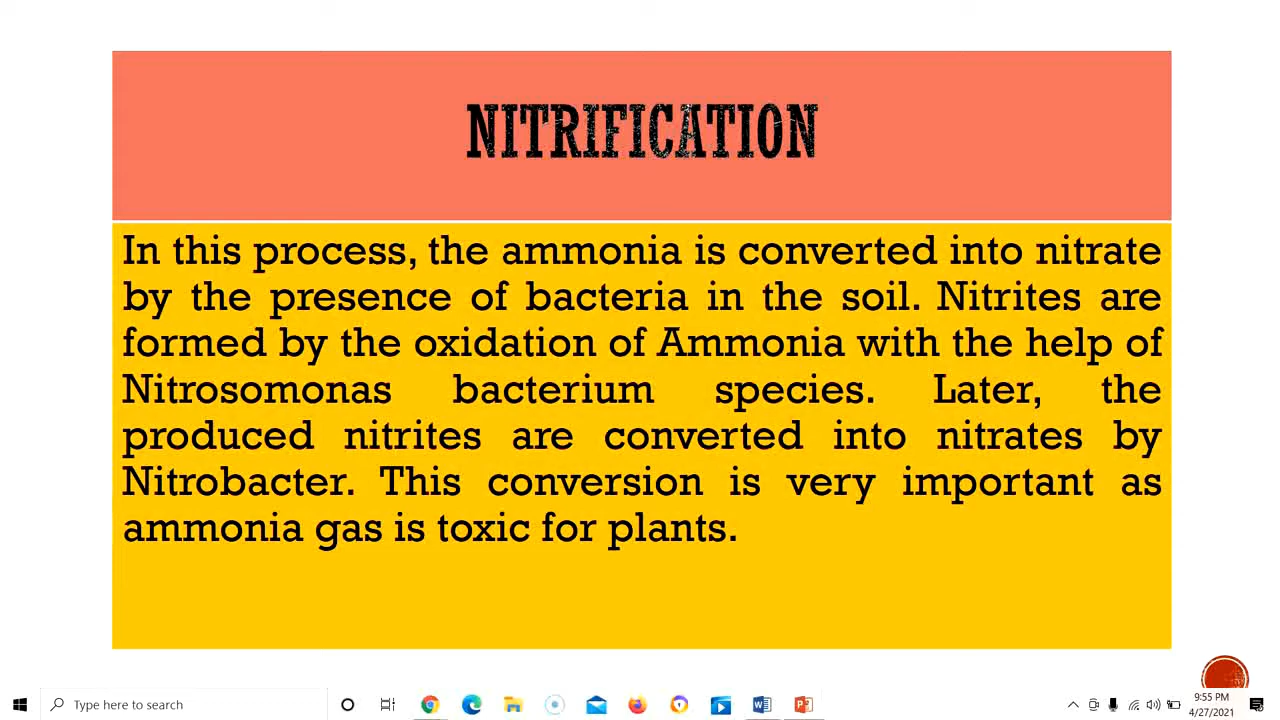 NITRIFICATION
In this process, the ammonia is converted into nitrate
by the presence of bacteria in the soil. Nitrites are
formed by the oxidation of Ammonia with the help of
Nitrosomonas bacterium species. Later, the
produced nitrites are converted into nitrates by
Nitrobacter. This conversion is very important as
ammonia gas is toxic for plants.
Type here to search
9:55 PM
4/27/2021